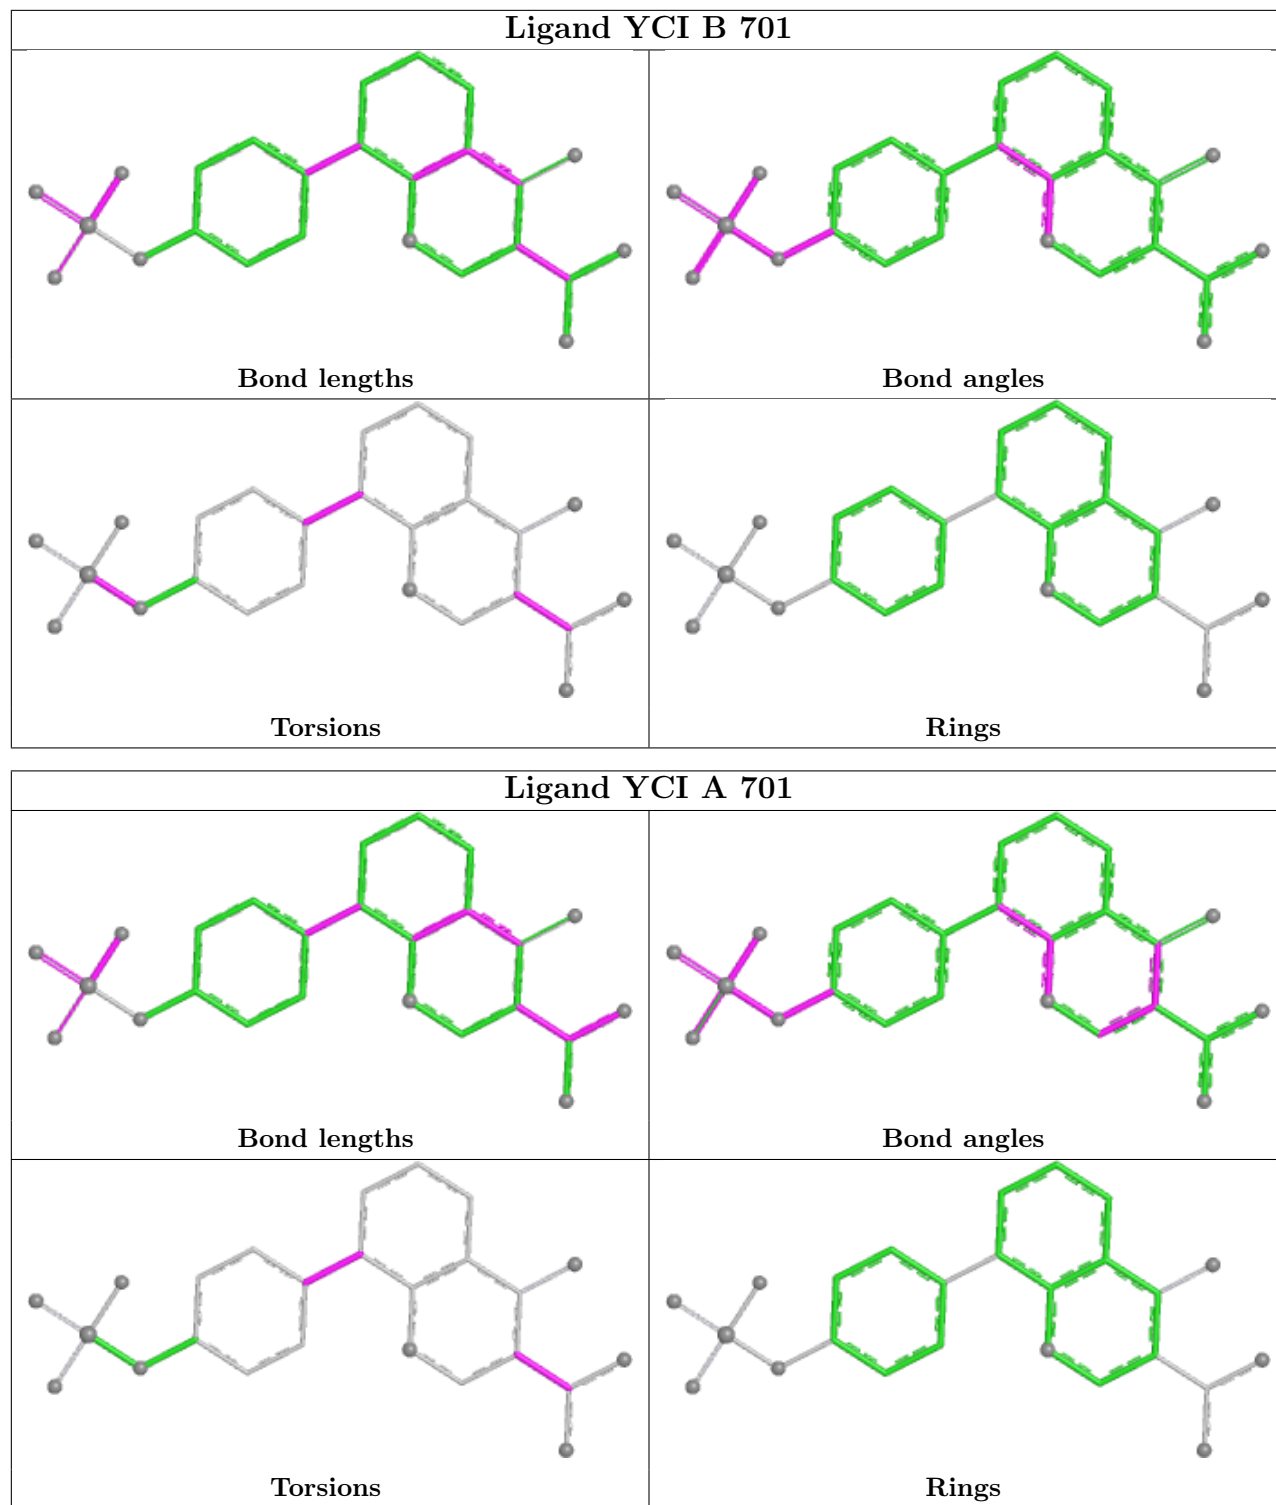 Ligand YCI B 701
Bond lengths
Bond angles
Torsions
Rings
Ligand YCI A 701
Bond lengths
Bond angles
Torsions
Rings